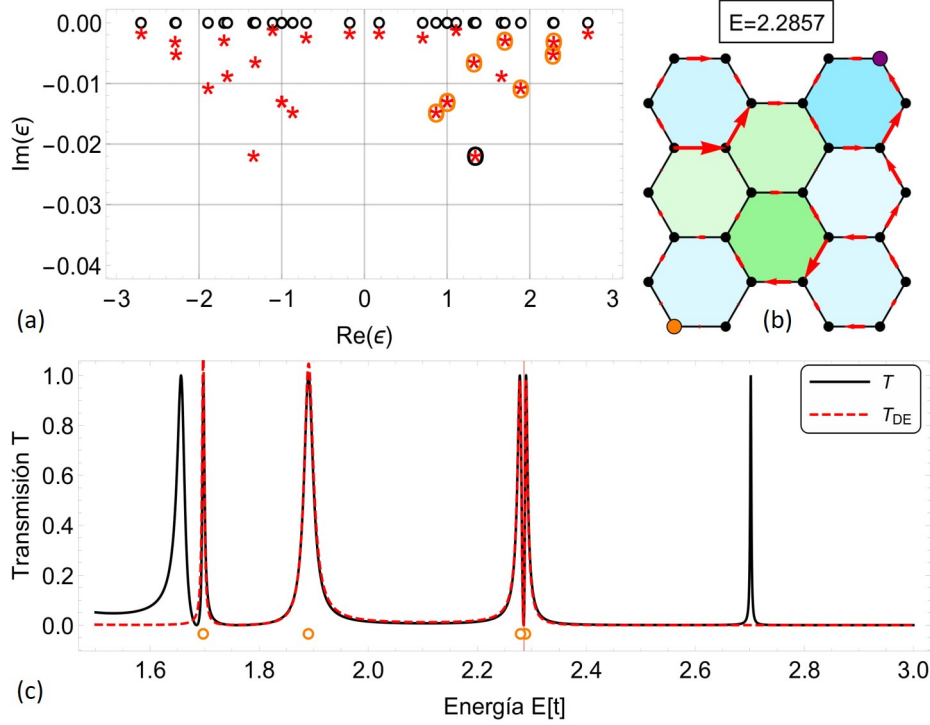 E=2.2857
0.00
-0.01
-0.02
-0.03
-0.04
Im(ϵ)
-3 -2 -1 0 1 2 3
Re(ϵ)
(a)
(b)
1.0
0.8
0.6
0.4
0.2
0.0
Transmisión T
T
T_DE
1.6 1.8 2.0 2.2 2.4 2.6 2.8 3.0
Energía E[t]
(c)